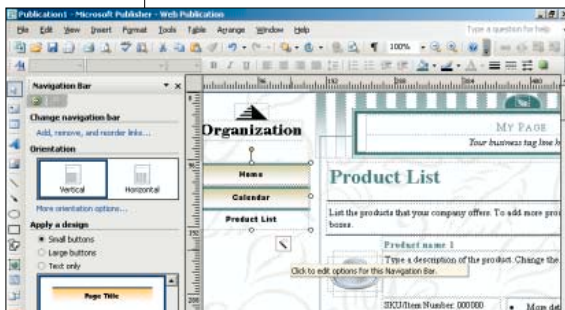 Publication1 - Microsoft Publisher - Web Publication
File Edit View Insert Format Tools Table Arrange Window Help
Type a question for help
100%
Navigation Bar
Change navigation bar
Add, remove, and reorder links...
Orientation
Vertical Horizontal
More orientation options...
Apply a design
Small buttons
Large buttons
Text only
Page Title
Organization
Home
Calendar
Product List
Click to edit options for this Navigation Bar.
MY PAGE
Your business tag line h
Product List
List the products that your company offers. To add more pro
boxes.
Product name 1
Type a description of the product. Change the
SKU/Item Number: 000000
• More det